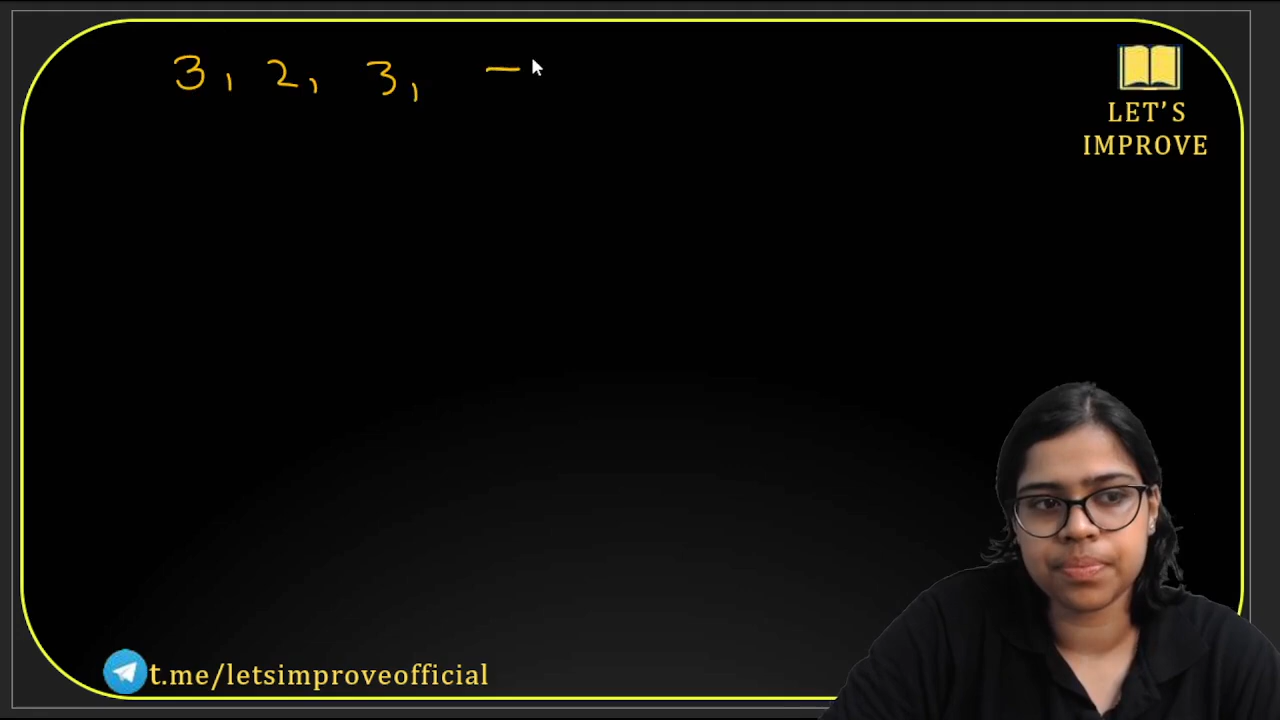 3, 2, 3, —
LET'S
IMPROVE
t.me/letsimproveofficial